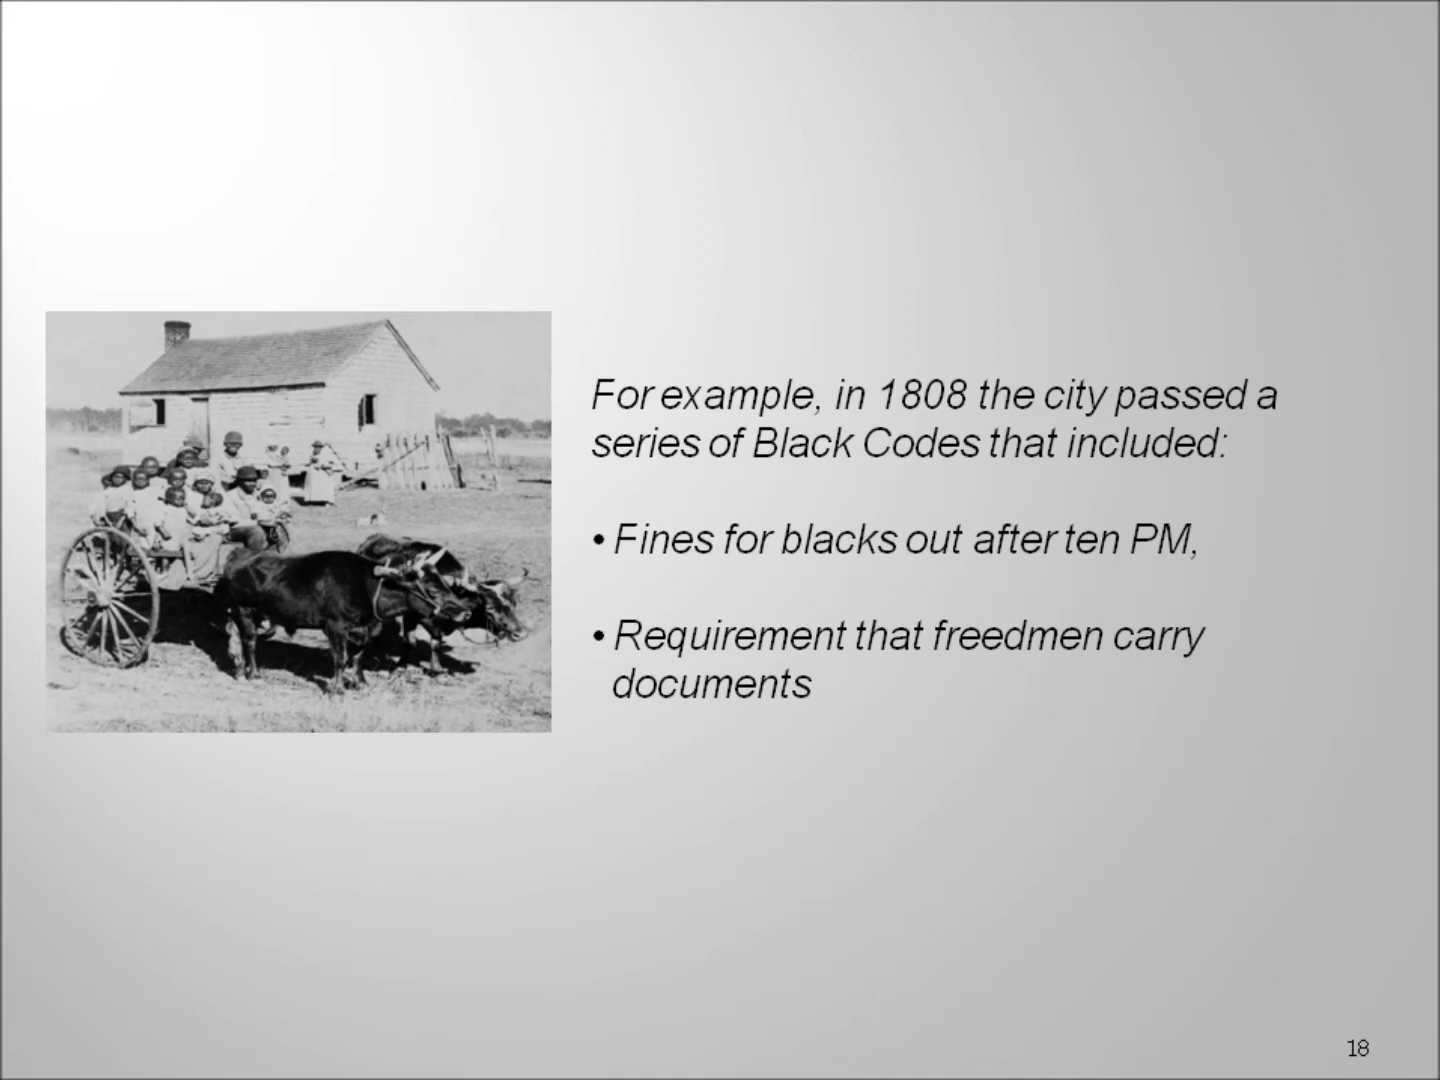 For example, in 1808 the city passed a
series of Black Codes that included:
• Fines for blacks out after ten PM,
• Requirement that freedmen carry
documents
18